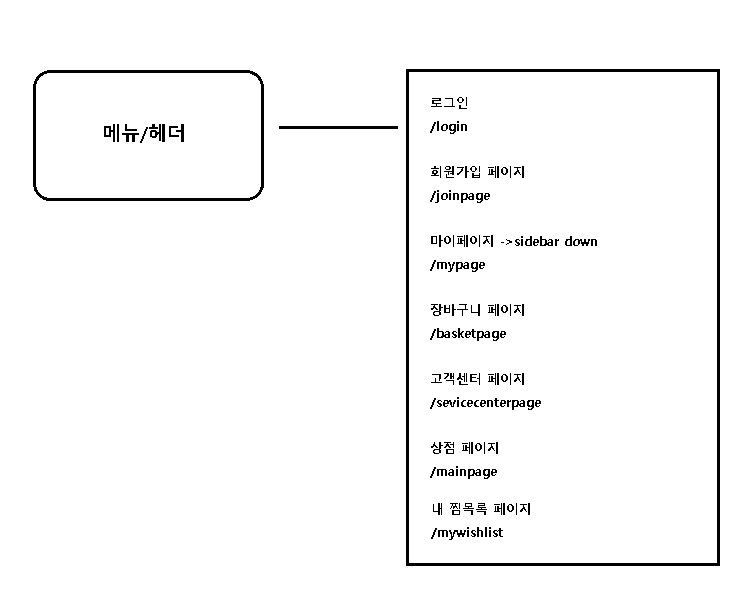 메뉴/헤더
로그인
/login
회원가입 페이지
/joinpage
마이페이지 ->sidebar down
/mypage
장바구니 페이지
/basketpage
고객센터 페이지
/sevicecenterpage
상점 페이지
/mainpage
내 찜목록 페이지
/mywishlist